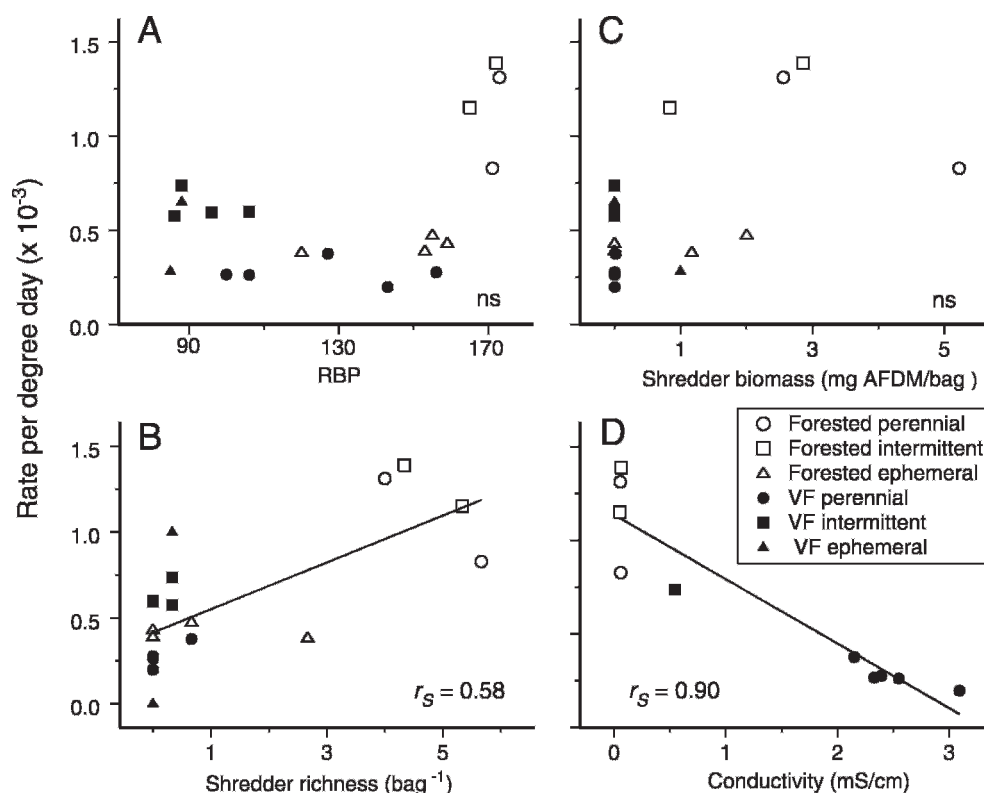 Rate per degree day (x 10⁻³)
A
1.5
1.0
0.5
0.0
90
130
170
RBP
ns
C
1
3
5
Shredder biomass (mg AFDM/bag )
ns
B
1.5
1.0
0.5
0.0
1
3
5
Shredder richness (bag⁻¹)
rS = 0.58
D
Forested perennial
Forested intermittent
Forested ephemeral
VF perennial
VF intermittent
VF ephemeral
rS = 0.90
0
1
2
3
Conductivity (mS/cm)